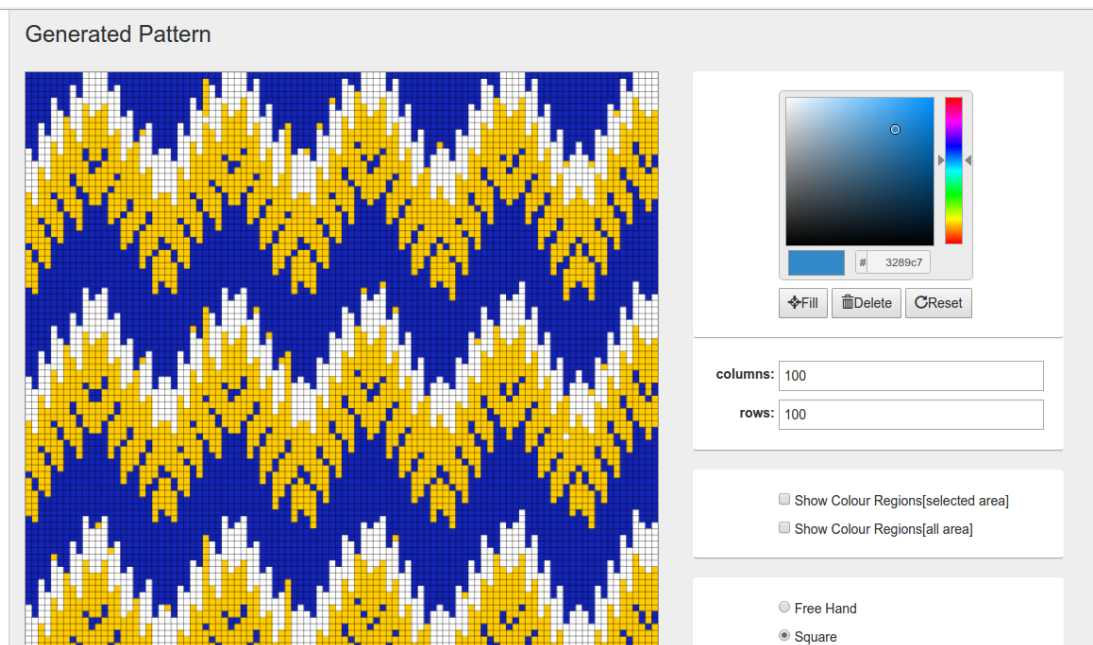 Generated Pattern
# 3289c7
Fill Delete Reset
columns: 100
rows: 100
Show Colour Regions[selected area]
Show Colour Regions[all area]
Free Hand
Square